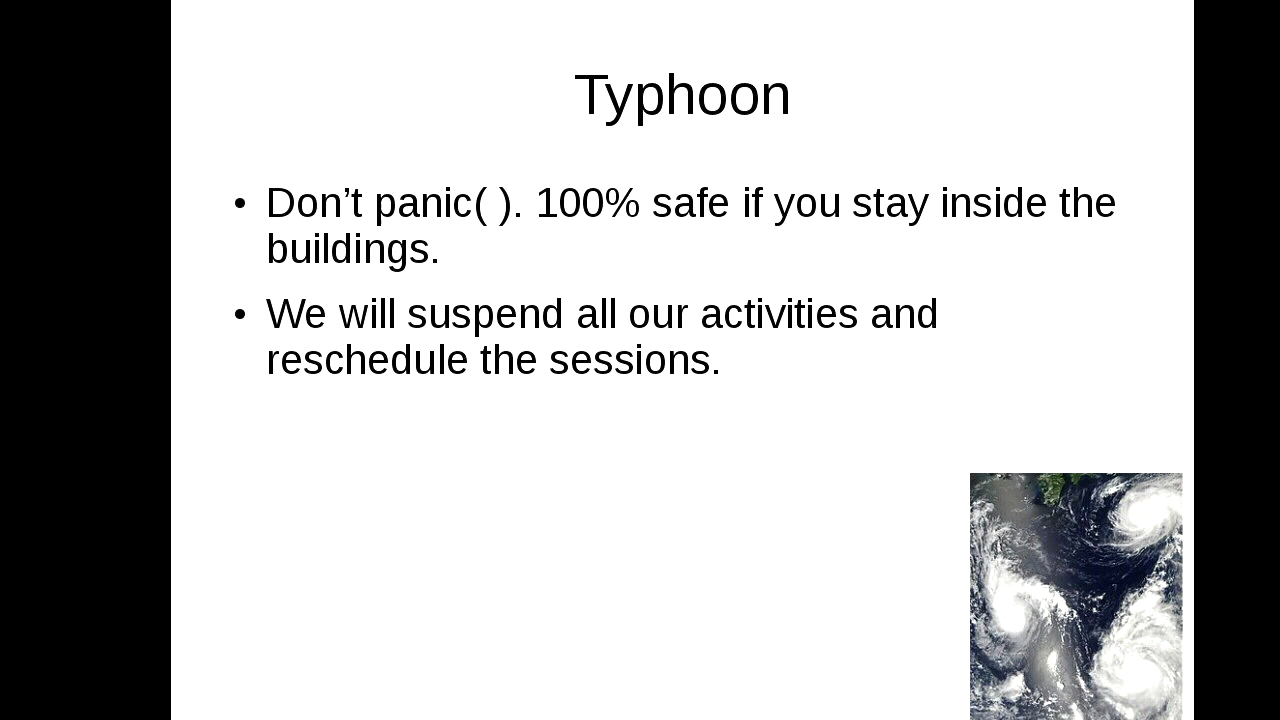 Typhoon
• Don’t panic( ). 100% safe if you stay inside the
buildings.
• We will suspend all our activities and
reschedule the sessions.